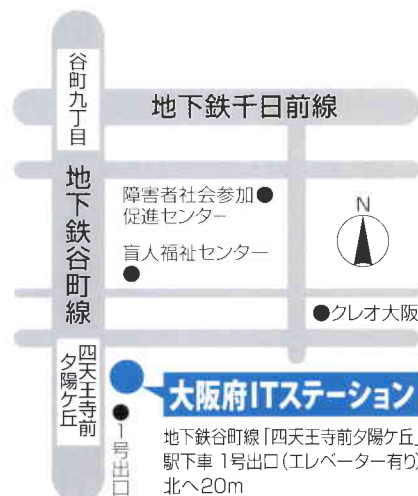 谷町九丁目
地下鉄千日前線
地下鉄谷町線
障害者社会参加●
促進センター
N
盲人福祉センター
●
●クレオ大阪
四天王寺前
夕陽ケ丘
大阪府ITステーション
●1号出口
地下鉄谷町線「四天王寺前夕陽ケ丘」
駅下車 1号出口(エレベーター有り)
北へ20m